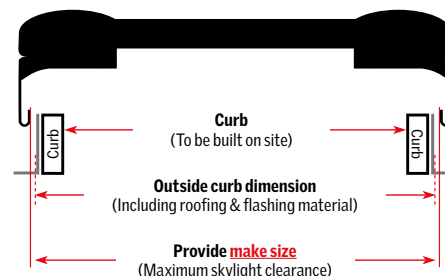 Curb
Curb
Curb
(To be built on site)
Outside curb dimension
(Including roofing & flashing material)
Provide make size
(Maximum skylight clearance)